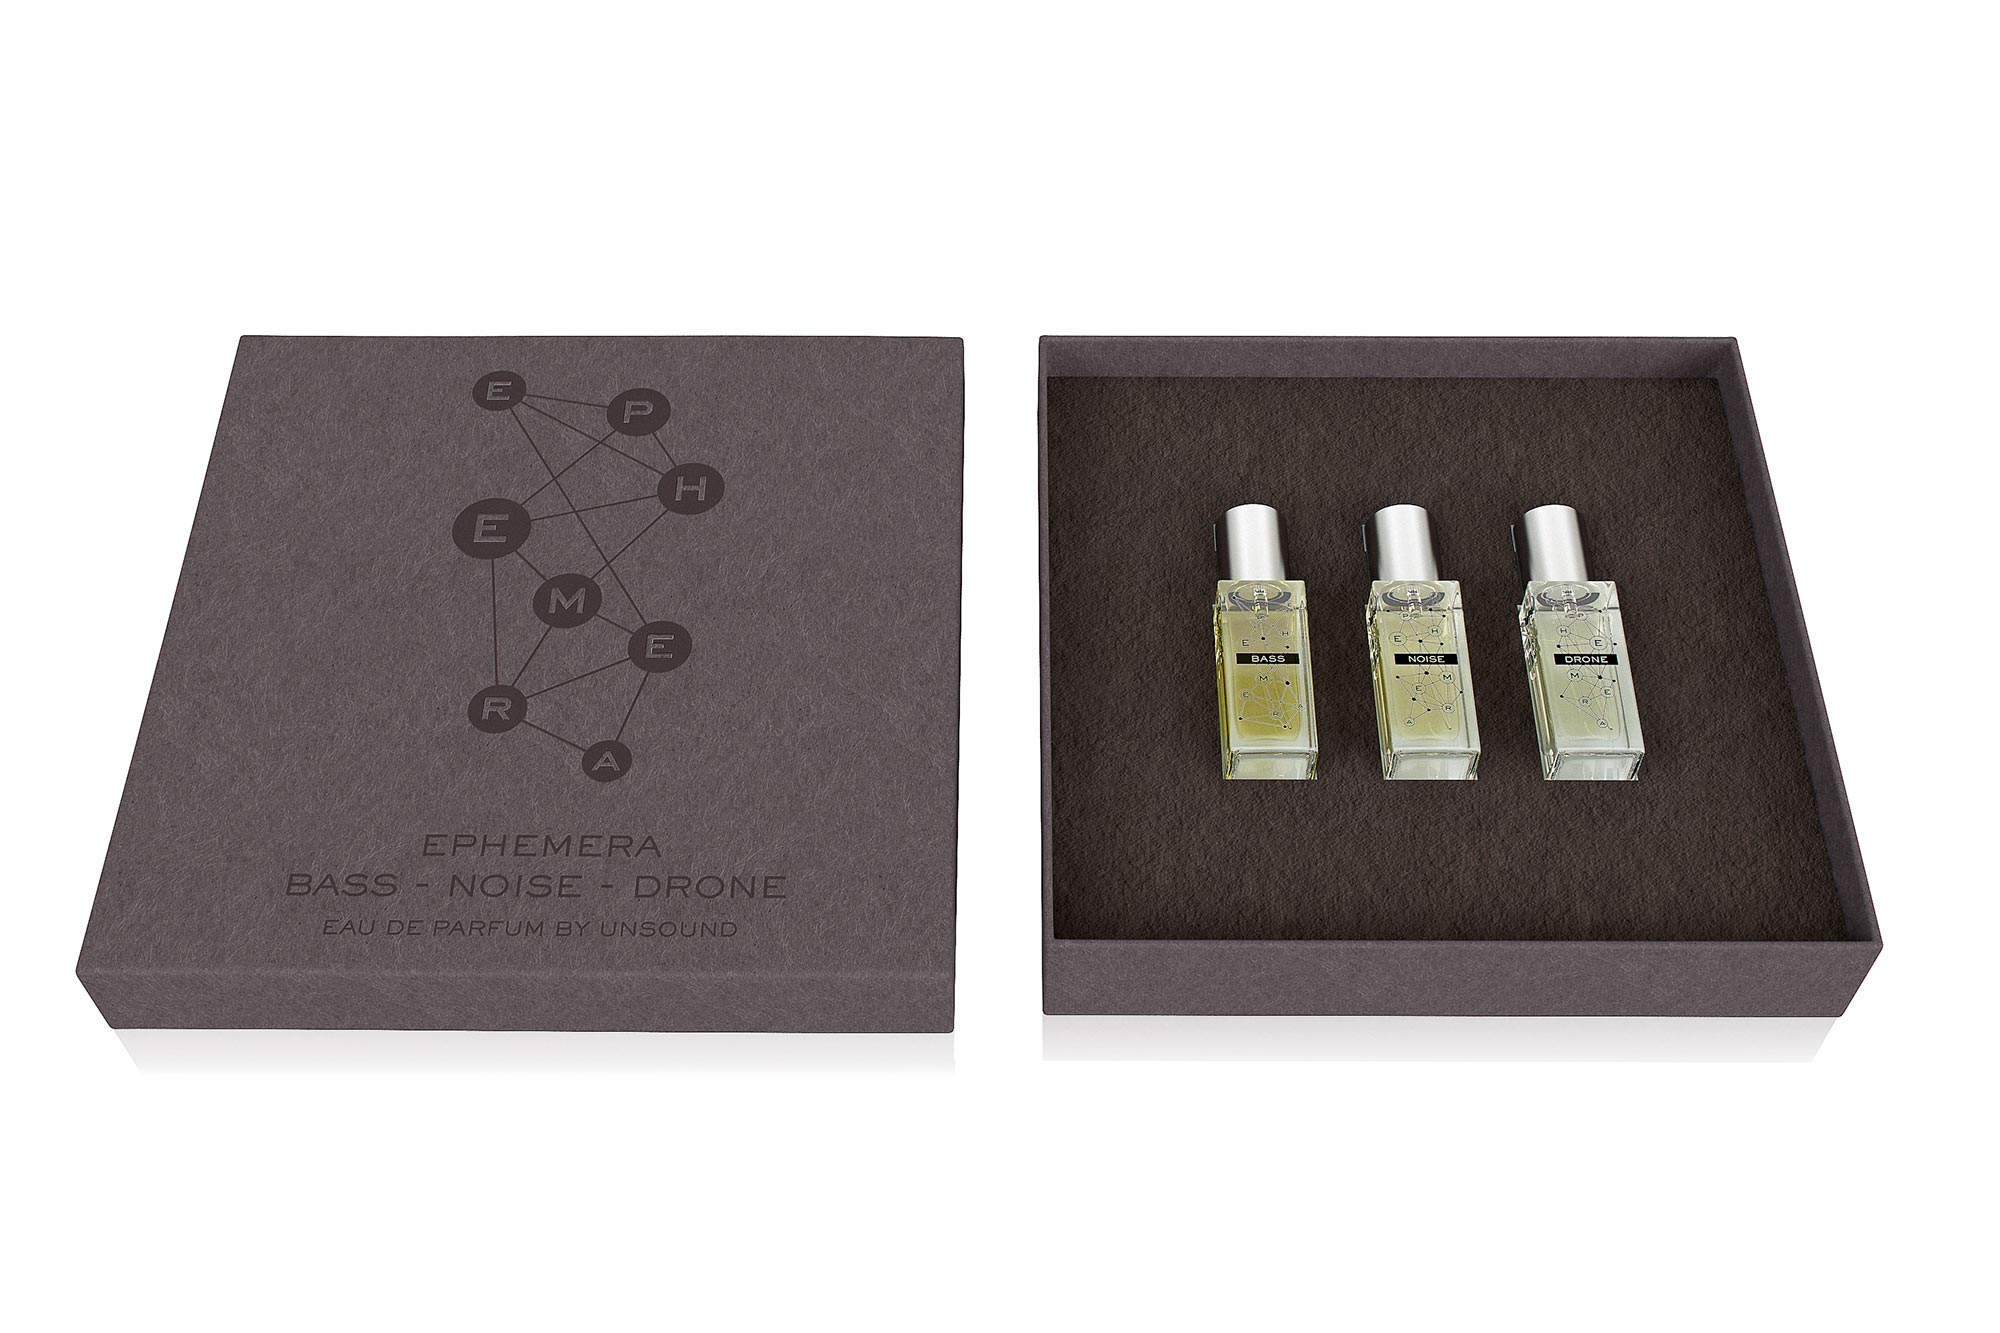 E
P
H
E
M
E
R
A
EPHEMERA
BASS - NOISE - DRONE
EAU DE PARFUM BY UNSOUND
E H
BASS
M
E
R A
P
E H
NOISE
M
E
R
A
H E
DRONE
M
E
R
A